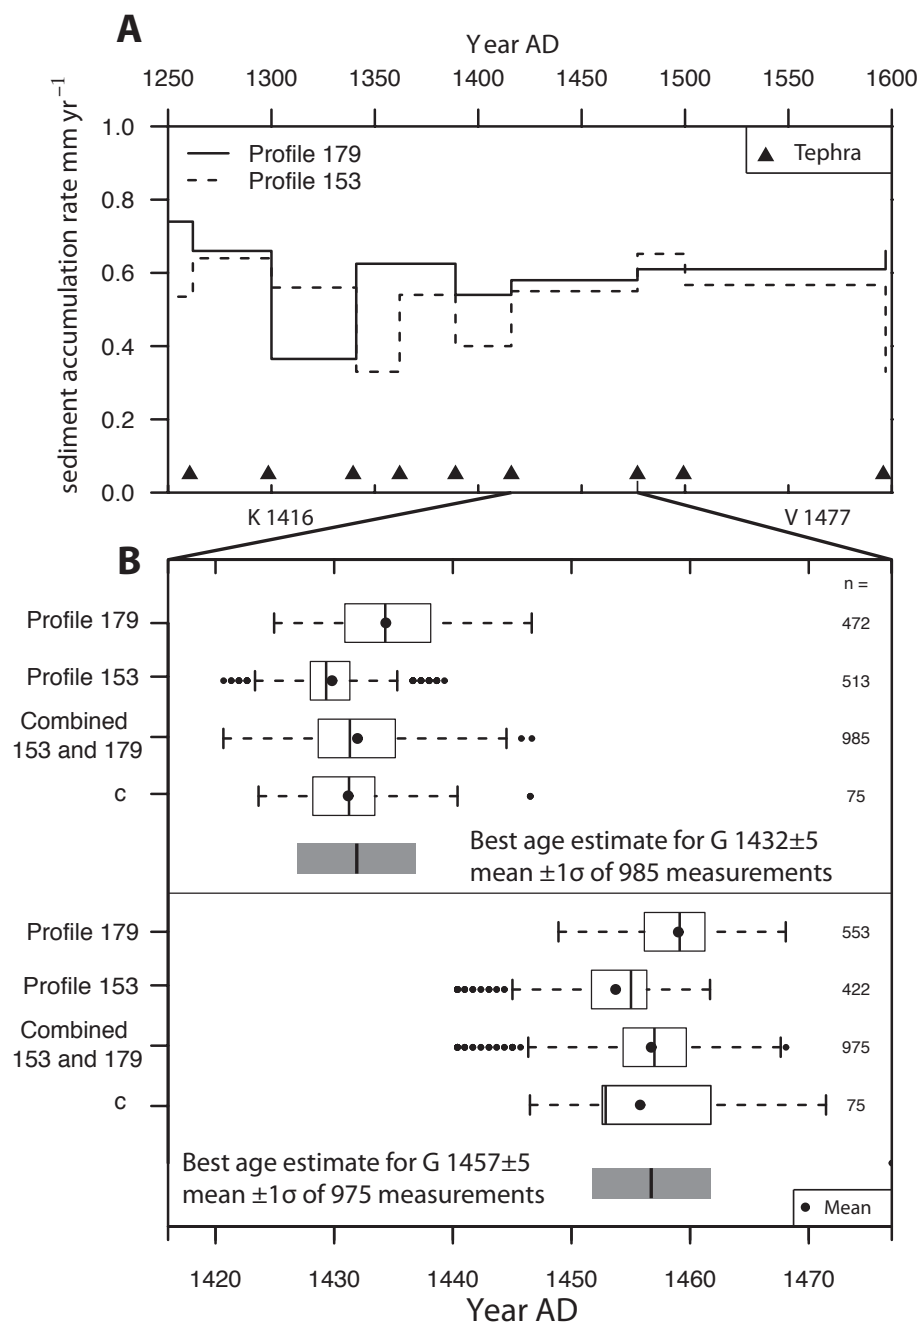 A
Year AD
1250 1300 1350 1400 1450 1500 1550 1600
sediment accumulation rate mm yr−1
1.0
0.8
0.6
0.4
0.2
0.0
Profile 179
Profile 153
Tephra
K 1416
V 1477
B
n =
Profile 179 472
Profile 153 513
Combined
153 and 179 985
c 75
Best age estimate for G 1432±5
mean ±1σ of 985 measurements
Profile 179 553
Profile 153 422
Combined
153 and 179 975
c 75
Best age estimate for G 1457±5
mean ±1σ of 975 measurements
Mean
1420 1430 1440 1450 1460 1470
Year AD